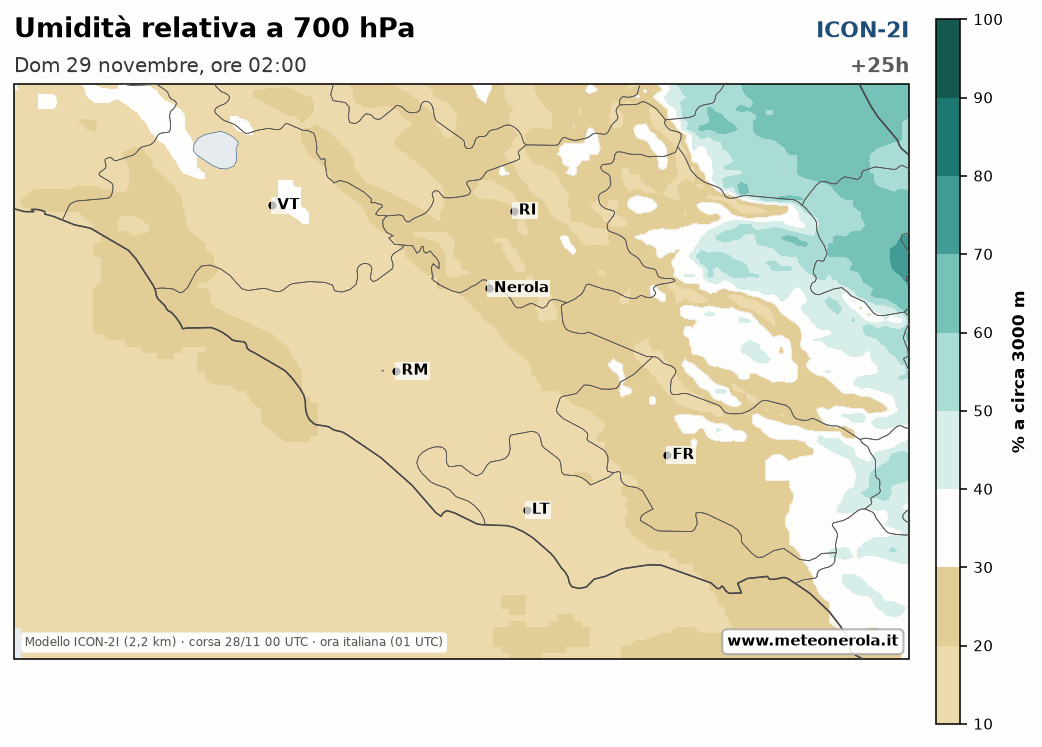 Umidità relativa a 700 hPa
ICON-2I
Dom 29 novembre, ore 02:00
+25h
VT
RI
Nerola
RM
FR
LT
Modello ICON-2I (2,2 km) · corsa 28/11 00 UTC · ora italiana (01 UTC)
www.meteonerola.it
100
90
80
70
60
50
40
30
20
10
% a circa 3000 m